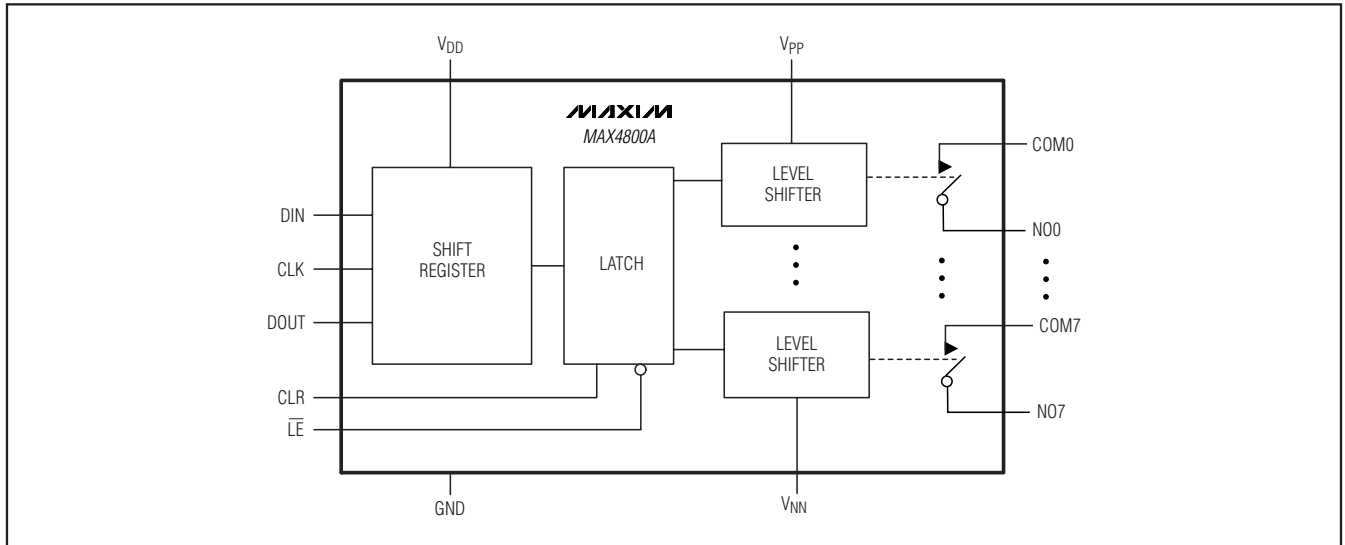 VDD
VPP
MAXIM
MAX4800A
COM0
LEVEL
SHIFTER
DIN
NO0
SHIFT
REGISTER
LATCH
CLK
DOUT
COM7
LEVEL
SHIFTER
CLR
NO7
LE
GND
VNN